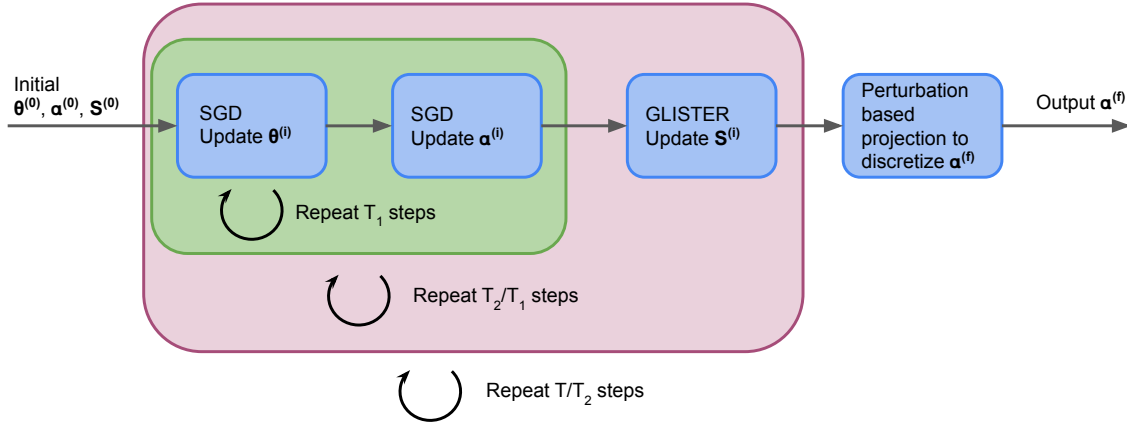 Initial
θ⁽⁰⁾, α⁽⁰⁾, S⁽⁰⁾
SGD
Update θ⁽ⁱ⁾
SGD
Update α⁽ⁱ⁾
GLISTER
Update S⁽ⁱ⁾
Perturbation
based
projection to
discretize α⁽ᶠ⁾
Output α⁽ᶠ⁾
Repeat T₁ steps
Repeat T₂/T₁ steps
Repeat T/T₂ steps